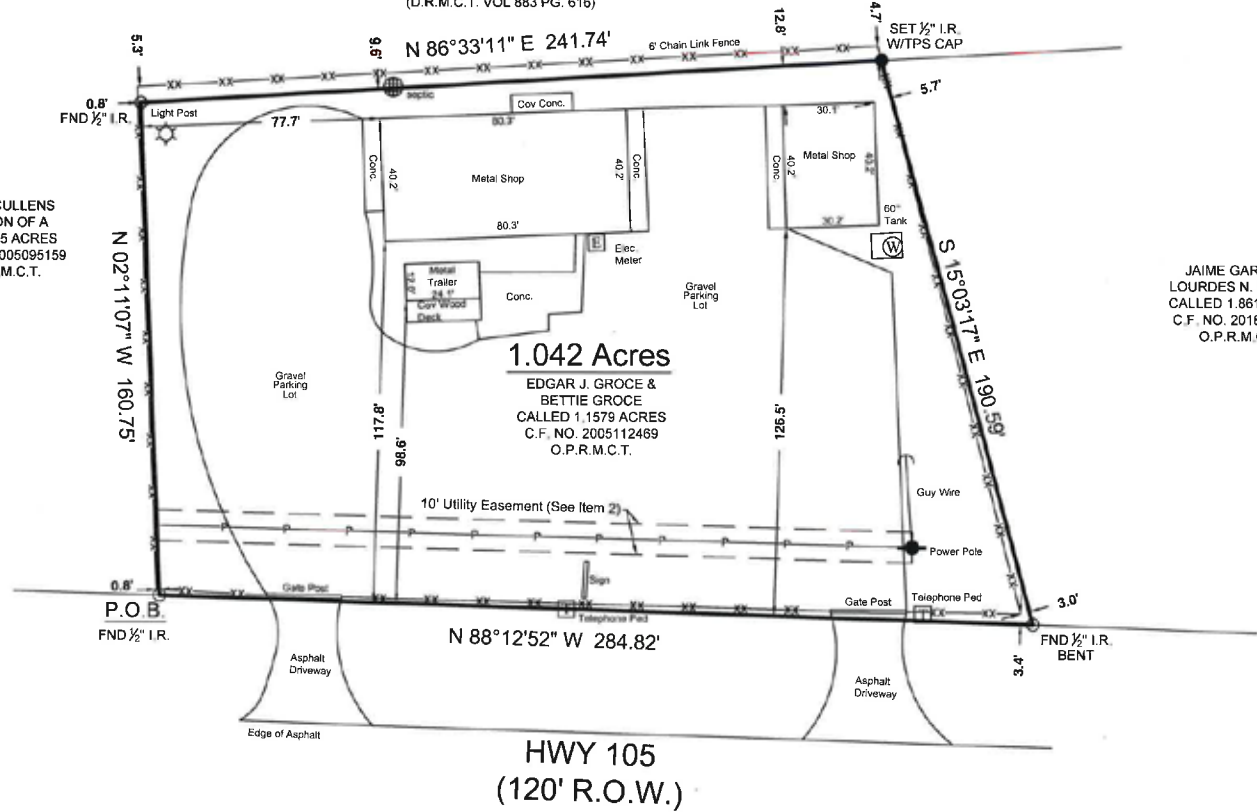 (D.R.M.C.T. VOL 883 PG. 616)
5.3'
9.9'
N 86°33'11" E 241.74'
6' Chain Link Fence
12.8'
4.7'
SET ½" I.R.
W/TPS CAP
5.7'
0.8'
FND ½" I.R.
Light Post
77.7'
septic
Cov Conc.
80.3'
30.1'
Conc.
40.2'
Metal Shop
40.2'
Conc.
Conc.
40.2'
Metal Shop
40.2'
80.3'
30.2'
60"
Tank
W
E
Elec.
Meter
CULLENS
ON OF A
5 ACRES
005095159
M.C.T.
N 02°11'07" W 160.75'
Metal
Trailer
24.1'
12.0'
Cov Wood
Deck
Conc.
Gravel
Parking
Lot
S 15°03'17" E 190.59'
JAIME GAR
LOURDES N.
CALLED 1.861
C.F. NO. 2018
O.P.R.M.
1.042 Acres
EDGAR J. GROCE &
BETTIE GROCE
CALLED 1.1579 ACRES
C.F. NO. 2005112469
O.P.R.M.C.T.
Gravel
Parking
Lot
117.8'
98.6'
126.5'
10' Utility Easement (See Item 2)
Guy Wire
P P P P P P P P P P P
Power Pole
0.8'
Gate Post
Sign
Telephone Ped
Gate Post
Telephone Ped
T
3.0'
P.O.B.
FND ½" I.R.
N 88°12'52" W 284.82'
FND ½" I.R.
BENT
3.4'
Asphalt
Driveway
Asphalt
Driveway
Edge of Asphalt
HWY 105
(120' R.O.W.)